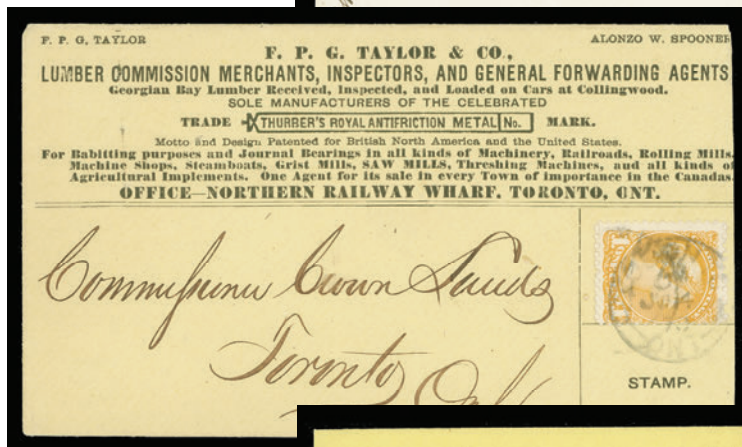 F. P. G. TAYLOR ALONZO W. SPOONER
F. P. G. TAYLOR & CO.,
LUMBER COMMISSION MERCHANTS, INSPECTORS, AND GENERAL FORWARDING AGENTS
Georgian Bay Lumber Received, Inspected, and Loaded on Cars at Collingwood.
SOLE MANUFACTURERS OF THE CELEBRATED
TRADE THURBER'S ROYAL ANTIFRICTION METAL No. MARK.
Motto and Design Patented for British North America and the United States.
For Babitting purposes and Journal Bearings in all kinds of Machinery, Railroads, Rolling Mills,
Machine Shops, Steamboats, Grist Mills, SAW MILLS, Threshing Machines, and all kinds of
Agricultural Implements. One Agent for its sale in every Town of importance in the Canadas.
OFFICE—NORTHERN RAILWAY WHARF, TORONTO, ONT.
Commissioner Crown Lands
Toronto
STAMP.